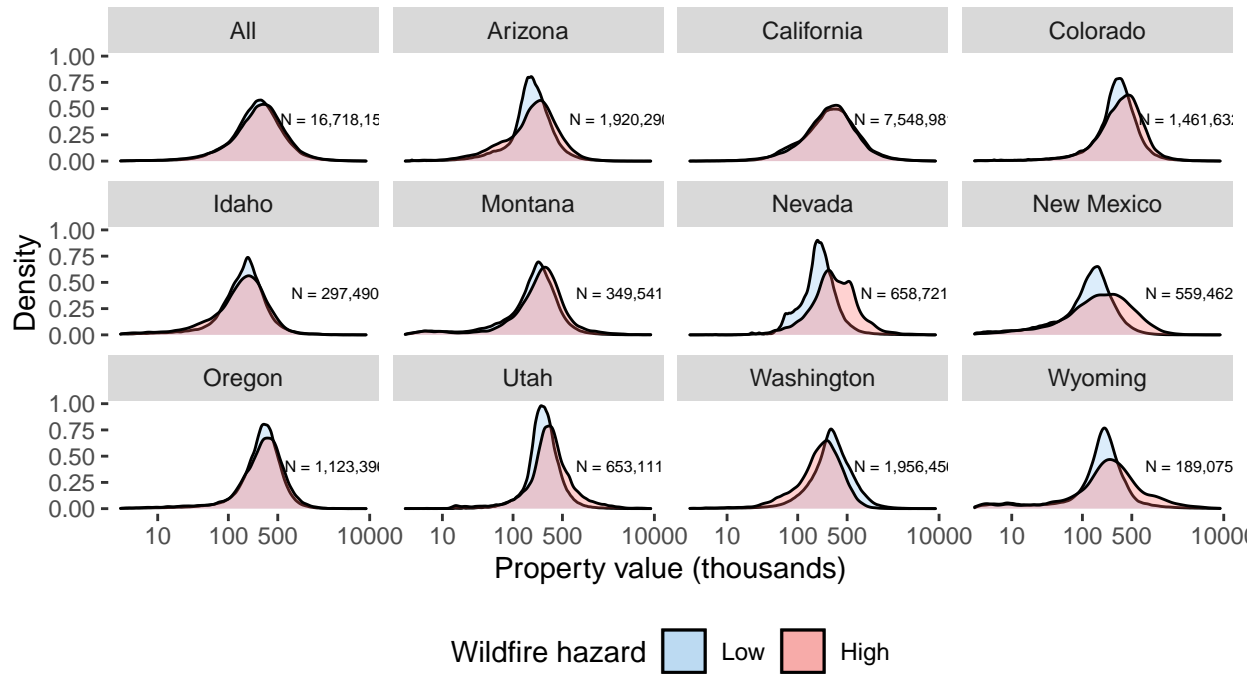 All Arizona California Colorado
1.00
0.75
0.50
0.25
0.00
N = 16,718,15 N = 1,920,290 N = 7,548,98 N = 1,461,632
Idaho Montana Nevada New Mexico
1.00
0.75
0.50
0.25
0.00
N = 297,490 N = 349,541 N = 658,721 N = 559,462
Density
Oregon Utah Washington Wyoming
1.00
0.75
0.50
0.25
0.00
N = 1,123,396 N = 653,111 N = 1,956,456 N = 189,075
10 100 500 10000 10 100 500 10000 10 100 500 10000 10 100 500 10000
Property value (thousands)
Wildfire hazard Low High